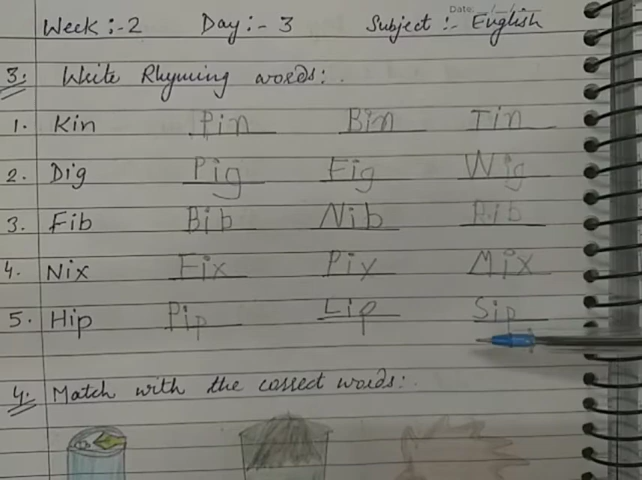 Date:
Week:-2 Day:- 3 Subject:- English
3. Write Rhyming words:.
1. Kin Pin Bin Tin
2. Dig Pig Fig Wig
3. Fib Bib Nib Rib
4. Nix Fix Pix Mix
5. Hip Pip Lip Sip
4. Match with the correct words: